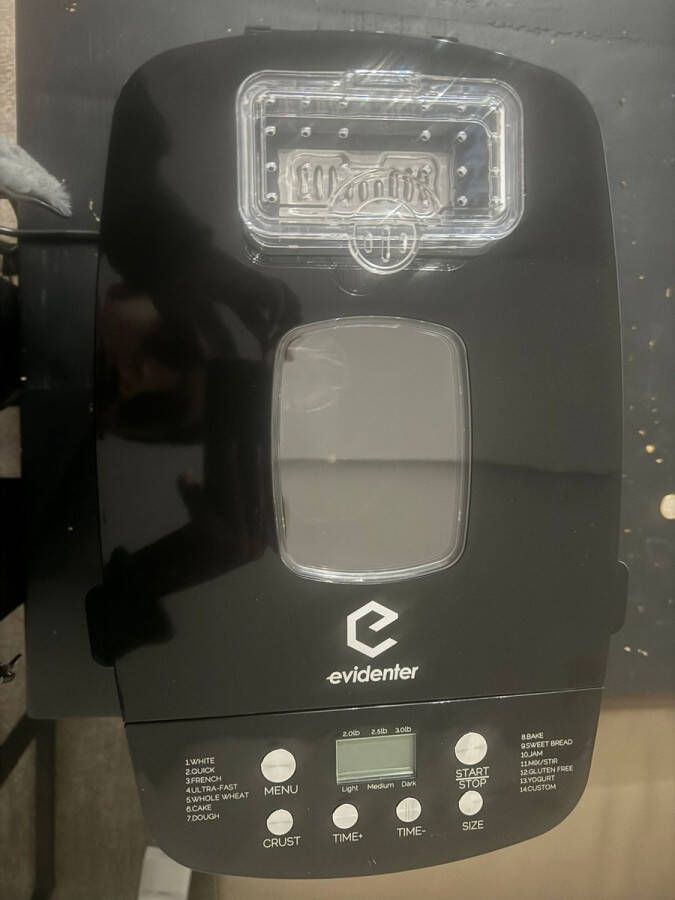 evidenter
2.0lb 2.5lb 3.0lb
Light Medium Dark
1.WHITE
2.QUICK
3.FRENCH
4.ULTRA-FAST
5.WHOLE WHEAT
6.CAKE
7.DOUGH
MENU
CRUST
TIME+
TIME-
START
STOP
SIZE
8.BAKE
9.SWEET BREAD
10.JAM
11.MIX/STIR
12.GLUTEN FREE
13.YOGURT
14.CUSTOM